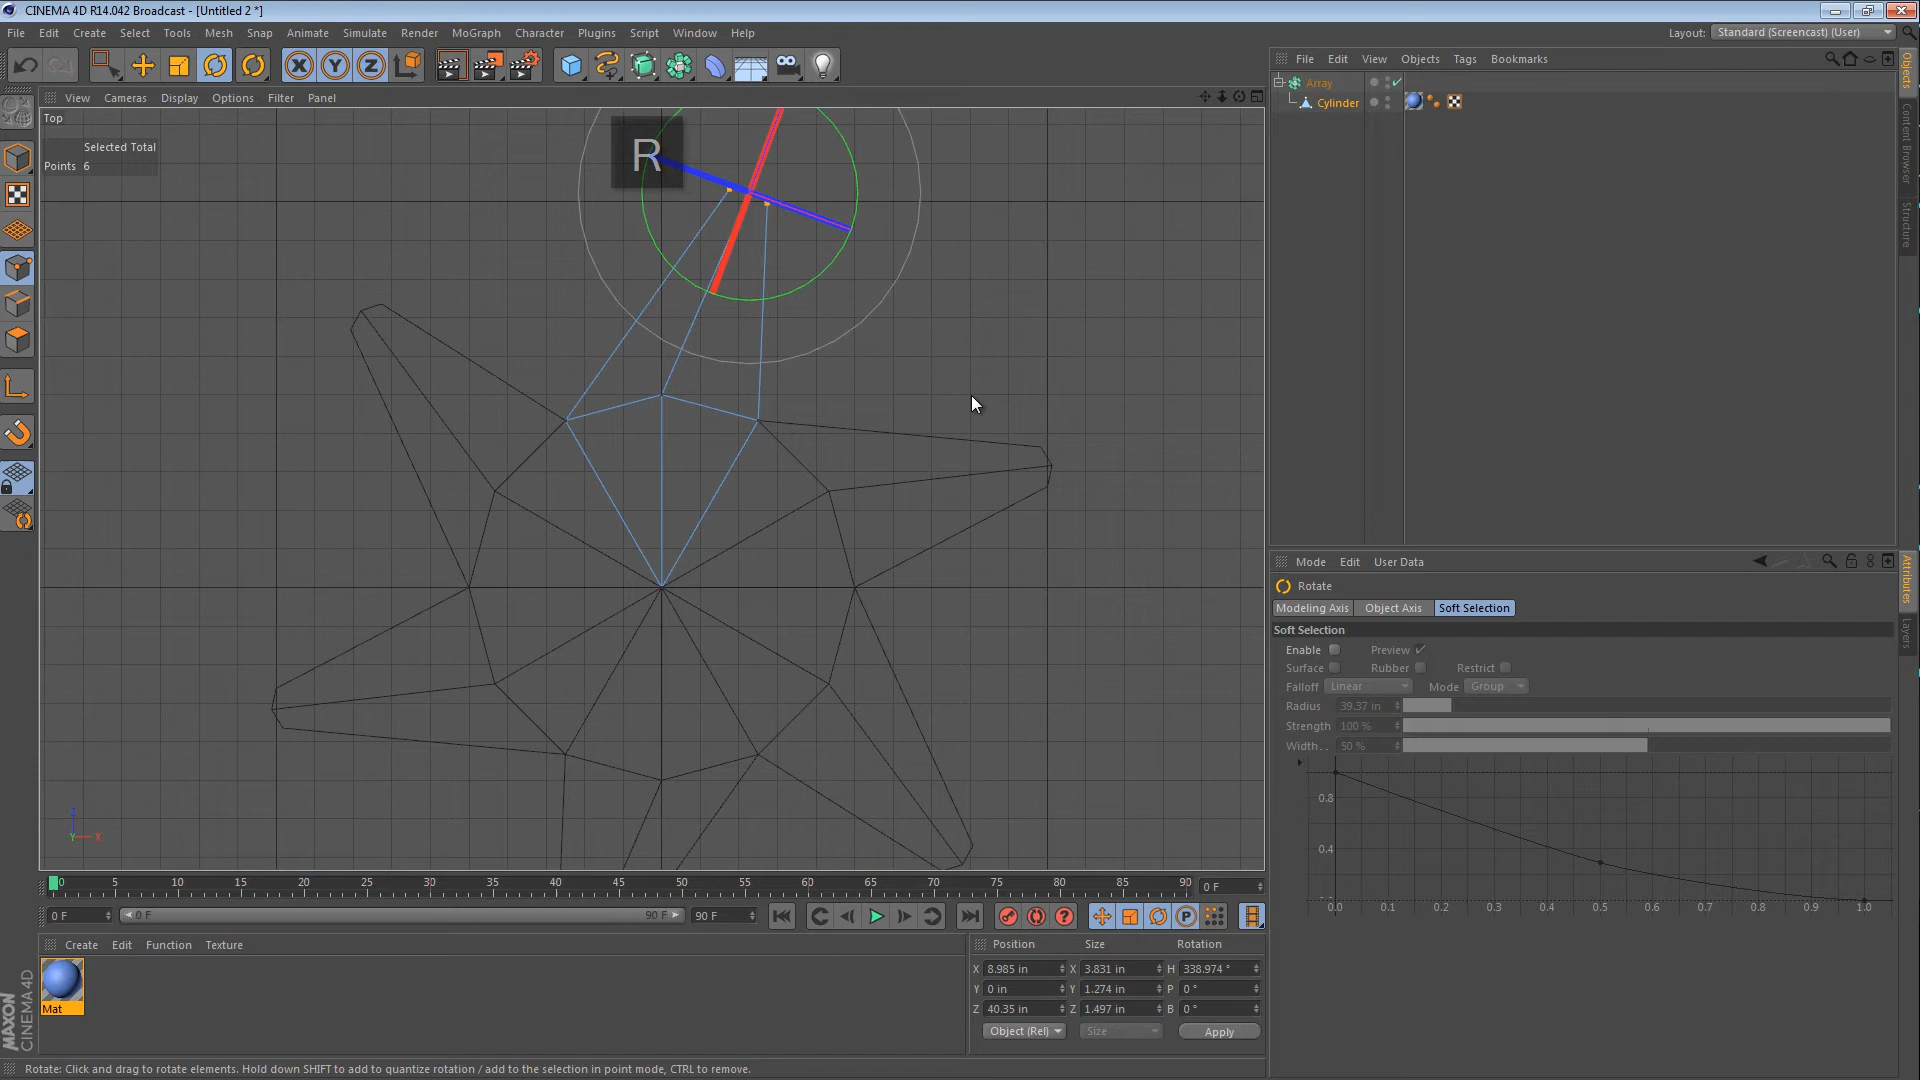 CINEMA 4D R14.042 Broadcast - [Untitled 2 *]
File Edit Create Select Tools Mesh Snap Animate Simulate Render MoGraph Character Plugins Script Window Help
Layout: Standard (Screencast) (User)
X Y Z
File Edit View Objects Tags Bookmarks
View Cameras Display Options Filter Panel
Array
Cylinder
Top
Selected Total
Points 6
R
Objects
Content Browser
Structure
Mode Edit User Data
Rotate
Modeling Axis Object Axis Soft Selection
Soft Selection
Enable Preview
Surface Rubber Restrict
Falloff Linear Mode Group
Radius 39.37 in
Strength 100 %
Width.. 50 %
0.8
0.4
0.0 0.1 0.2 0.3 0.4 0.5 0.6 0.7 0.8 0.9 1.0
Attributes
Layers
Z
Y X
0 5 10 15 20 25 30 35 40 45 50 55 60 65 70 75 80 85 90 0 F
0 F 0 F 90 F 90 F
P
Create Edit Function Texture
Mat
Position Size Rotation
X 8.985 in X 3.831 in H 338.974 °
Y 0 in Y 1.274 in P 0 °
Z 40.35 in Z 1.497 in B 0 °
Object (Rel) Size Apply
MAXON
CINEMA 4D
Rotate: Click and drag to rotate elements. Hold down SHIFT to add to quantize rotation / add to the selection in point mode, CTRL to remove.